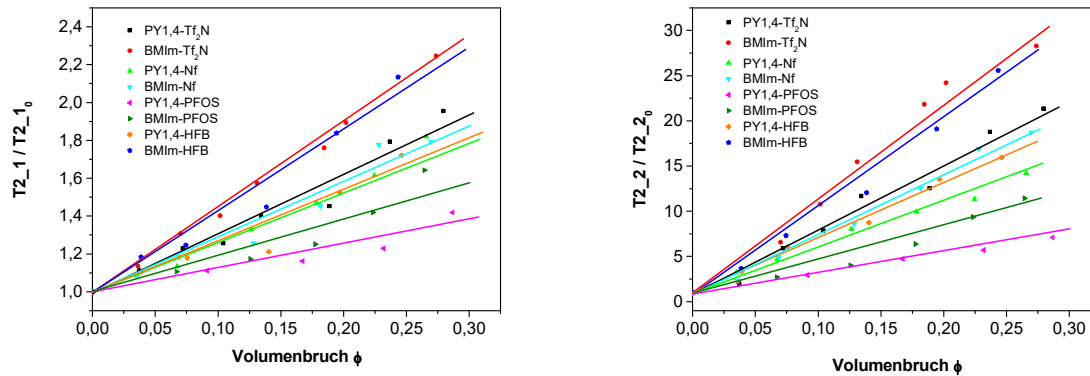 2,4
2,2
2,0
1,8
1,6
1,4
1,2
1,0
T2_1 / T2_1₀
PY1,4-Tf₂N
BMIm-Tf₂N
PY1,4-Nf
BMIm-Nf
PY1,4-PFOS
BMIm-PFOS
PY1,4-HFB
BMIm-HFB
0,00 0,05 0,10 0,15 0,20 0,25 0,30
Volumenbruch ϕ
30
25
20
15
10
5
0
T2_2 / T2_2₀
PY1,4-Tf₂N
BMIm-Tf₂N
PY1,4-Nf
BMIm-Nf
PY1,4-PFOS
BMIm-PFOS
PY1,4-HFB
BMIm-HFB
0,00 0,05 0,10 0,15 0,20 0,25 0,30
Volumenbruch ϕ